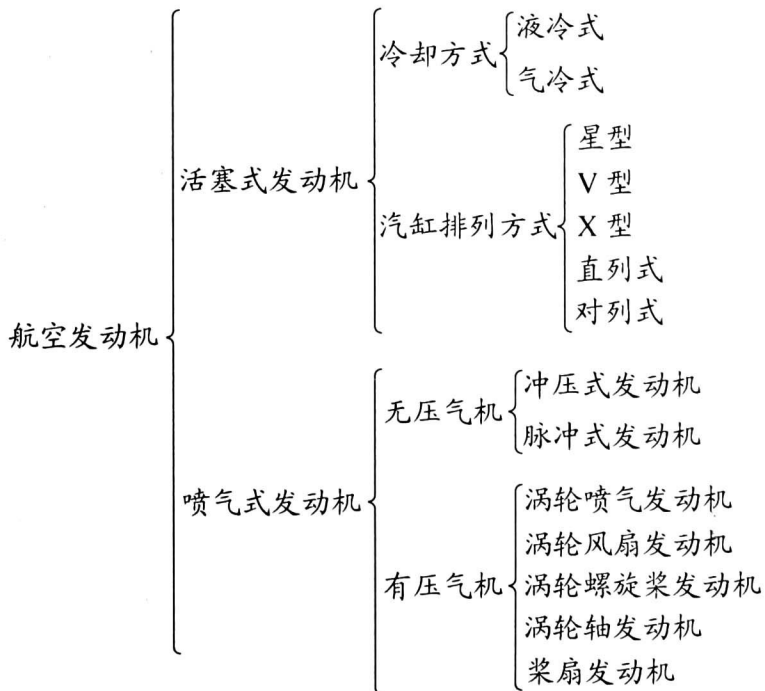 航空发动机
活塞式发动机
冷却方式
液冷式
气冷式
汽缸排列方式
星型
V 型
X 型
直列式
对列式
喷气式发动机
无压气机
冲压式发动机
脉冲式发动机
有压气机
涡轮喷气发动机
涡轮风扇发动机
涡轮螺旋桨发动机
涡轮轴发动机
桨扇发动机